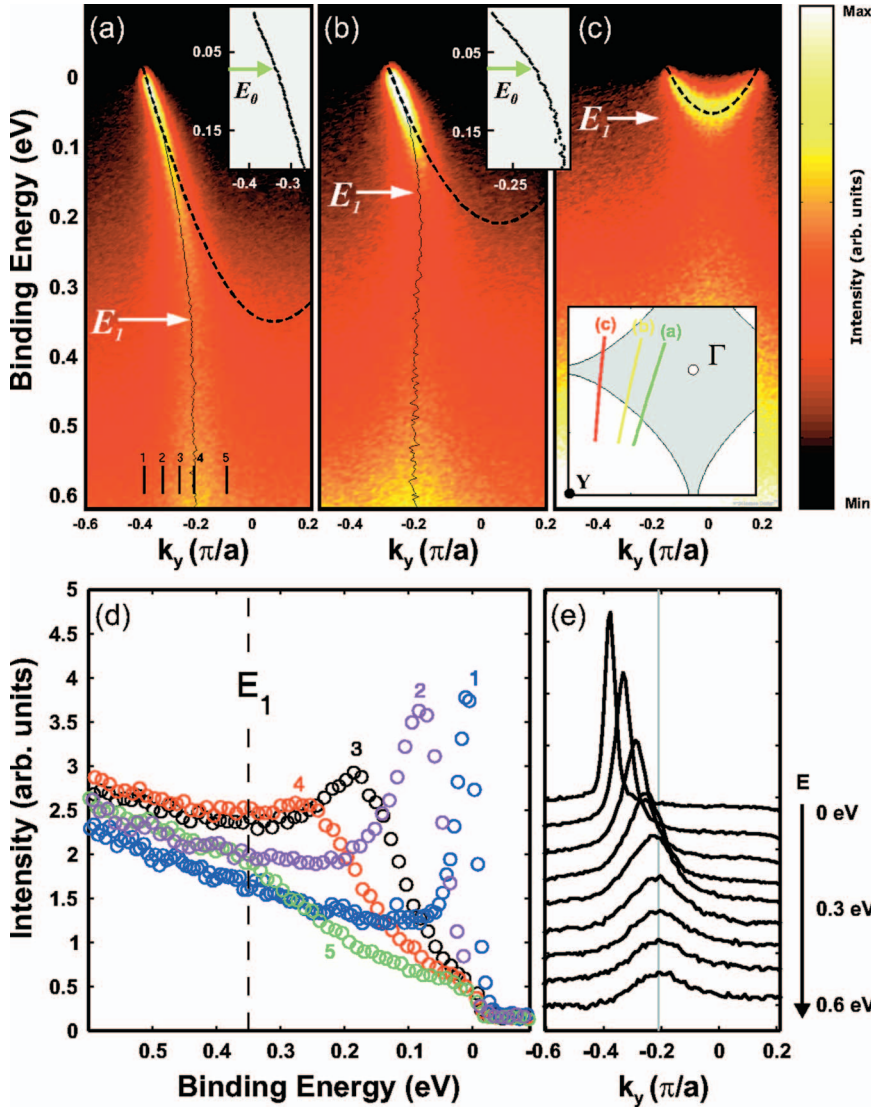 (a)
0.05
E0
0.15
-0.4 -0.3
(b)
0.05
E0
0.15
-0.25
(c)
Max
Min
Intensity (arb. units)
Binding Energy (eV)
0
0.1
0.2
0.3
0.4
0.5
0.6
E1
E1
E1
1 2 3 4 5
(c) (b) (a)
Γ
Y
-0.6 -0.4 -0.2 0 0.2
-0.4 -0.2 0 0.2
-0.2 0 0.2
ky (π/a)
ky (π/a)
ky (π/a)
(d)
Intensity (arb. units)
5
4.5
4
3.5
3
2.5
2
1.5
1
0.5
0
E1
1
2
3
4
5
0.5 0.4 0.3 0.2 0.1 0 -0
Binding Energy (eV)
(e)
E
0 eV
0.3 eV
0.6 eV
-0.6 -0.4 -0.2 0 0.2
ky (π/a)